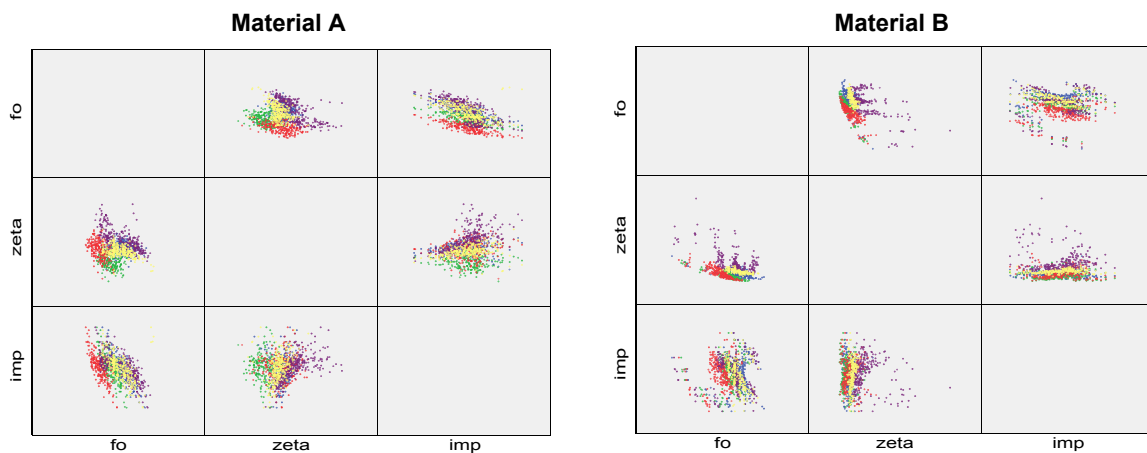 Material A
fo
zeta
imp
fo zeta imp
Material B
fo
zeta
imp
fo zeta imp